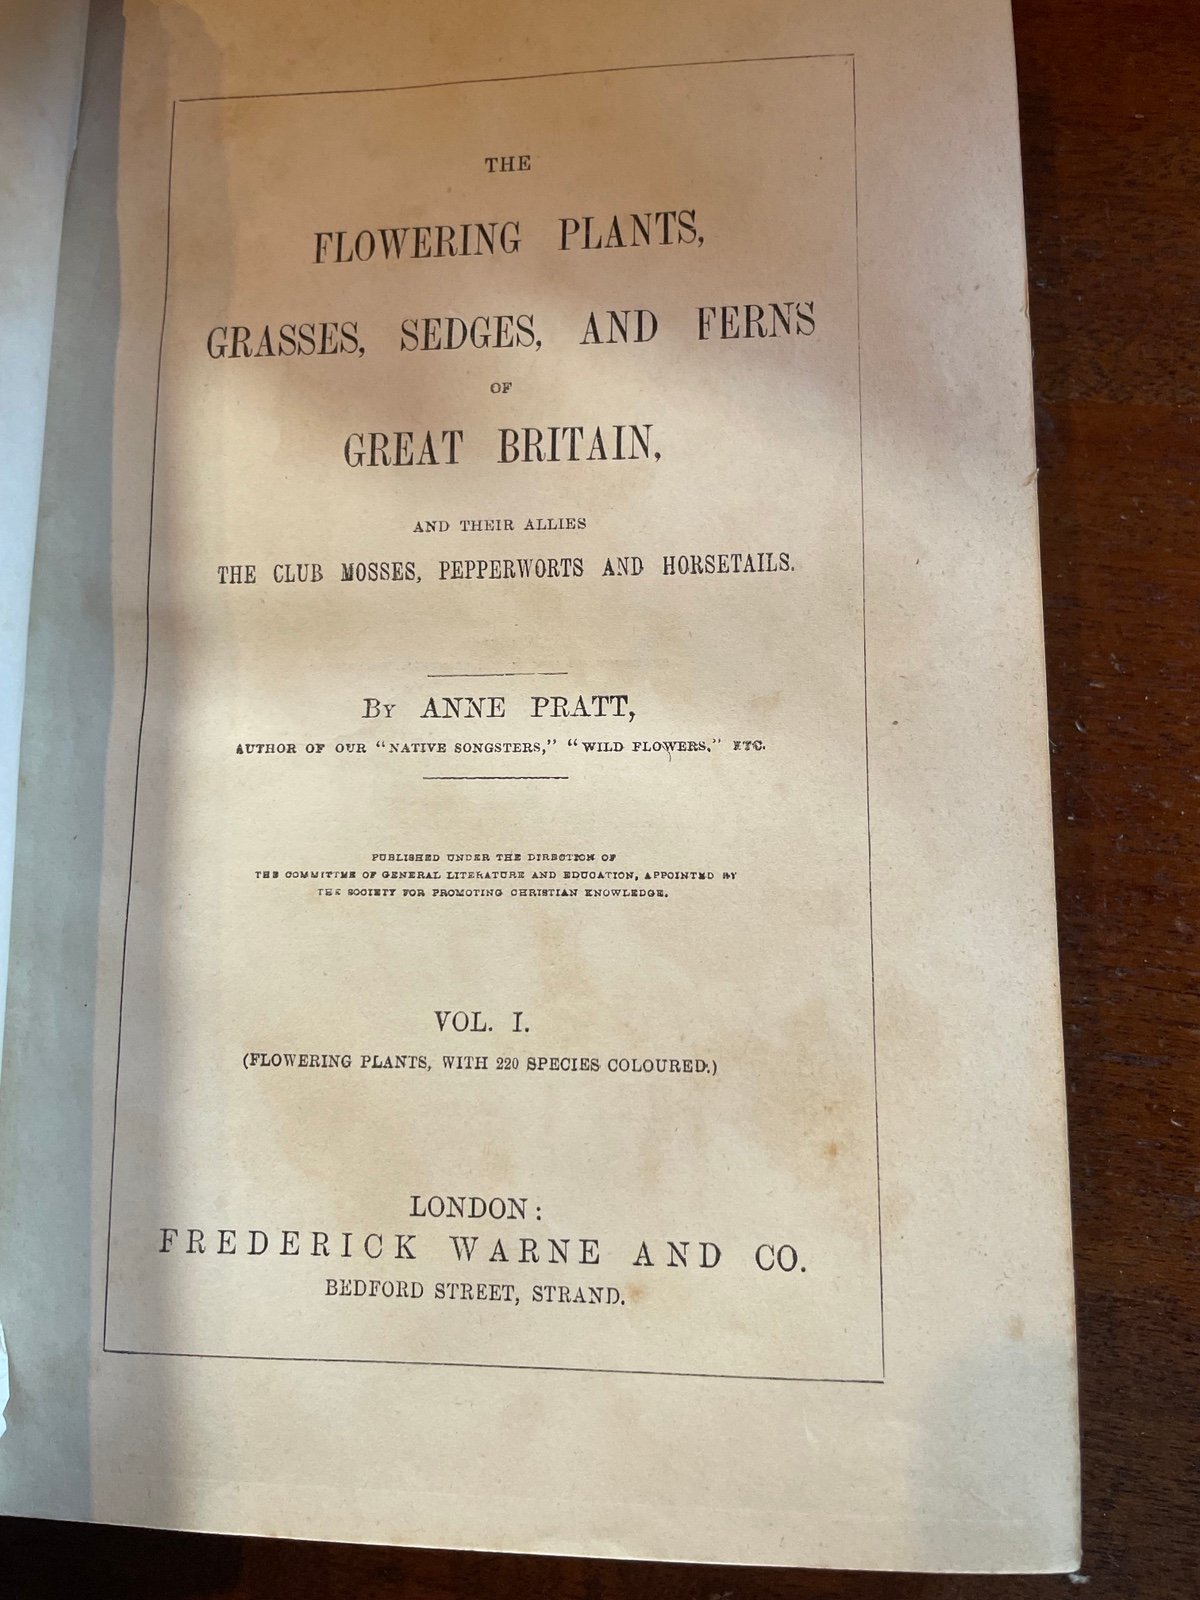 THE
FLOWERING PLANTS,
GRASSES, SEDGES, AND FERNS
OF
GREAT BRITAIN,
AND THEIR ALLIES
THE CLUB MOSSES, PEPPERWORTS AND HORSETAILS.
BY ANNE PRATT,
AUTHOR OF OUR “NATIVE SONGSTERS,” “WILD FLOWERS,” ETC.
PUBLISHED UNDER THE DIRECTION OF
THE COMMITTEE OF GENERAL LITERATURE AND EDUCATION, APPOINTED BY
THE SOCIETY FOR PROMOTING CHRISTIAN KNOWLEDGE.
VOL. I.
(FLOWERING PLANTS, WITH 220 SPECIES COLOURED.)
LONDON:
FREDERICK WARNE AND CO.
BEDFORD STREET, STRAND.